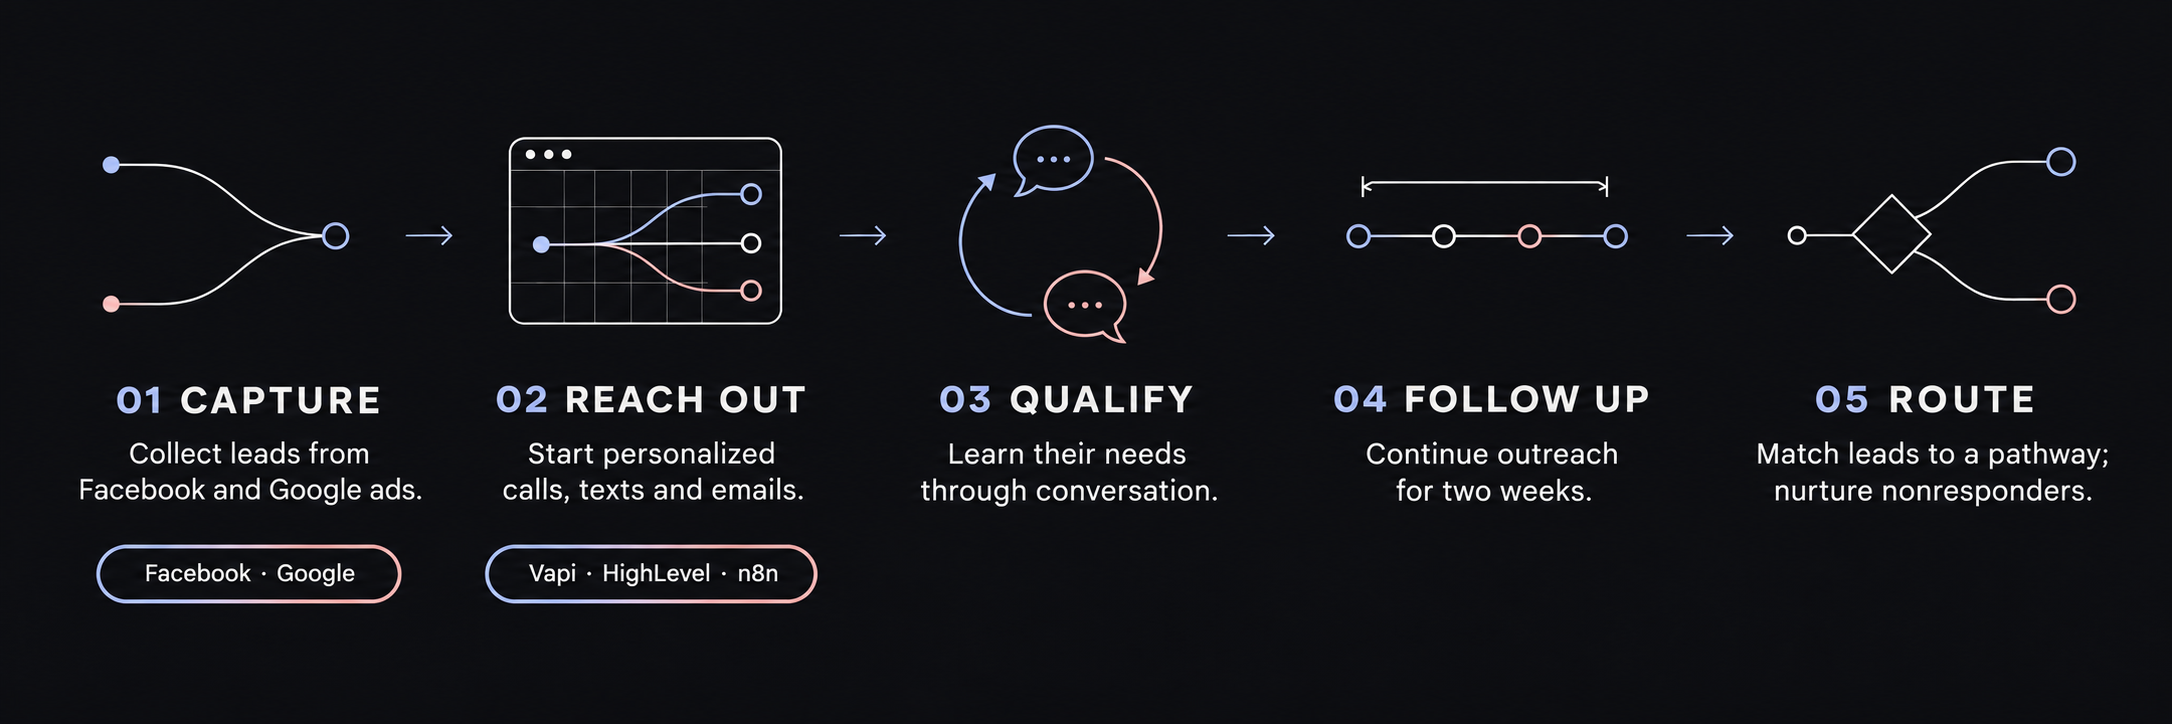 01 CAPTURE
Collect leads from
Facebook and Google ads.
Facebook · Google
02 REACH OUT
Start personalized
calls, texts and emails.
Vapi · HighLevel · n8n
03 QUALIFY
Learn their needs
through conversation.
04 FOLLOW UP
Continue outreach
for two weeks.
05 ROUTE
Match leads to a pathway;
nurture nonresponders.